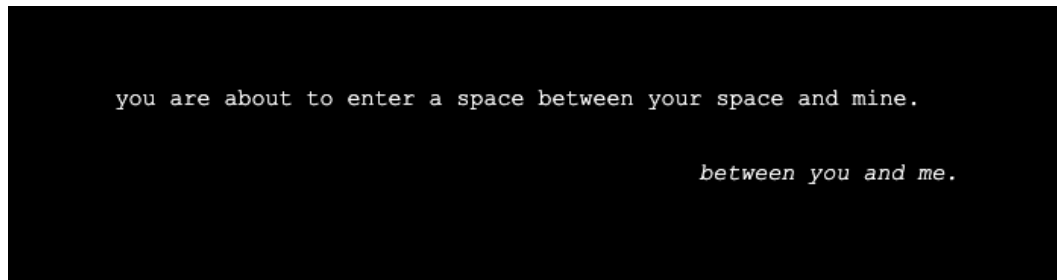 you are about to enter a space between your space and mine.
between you and me.